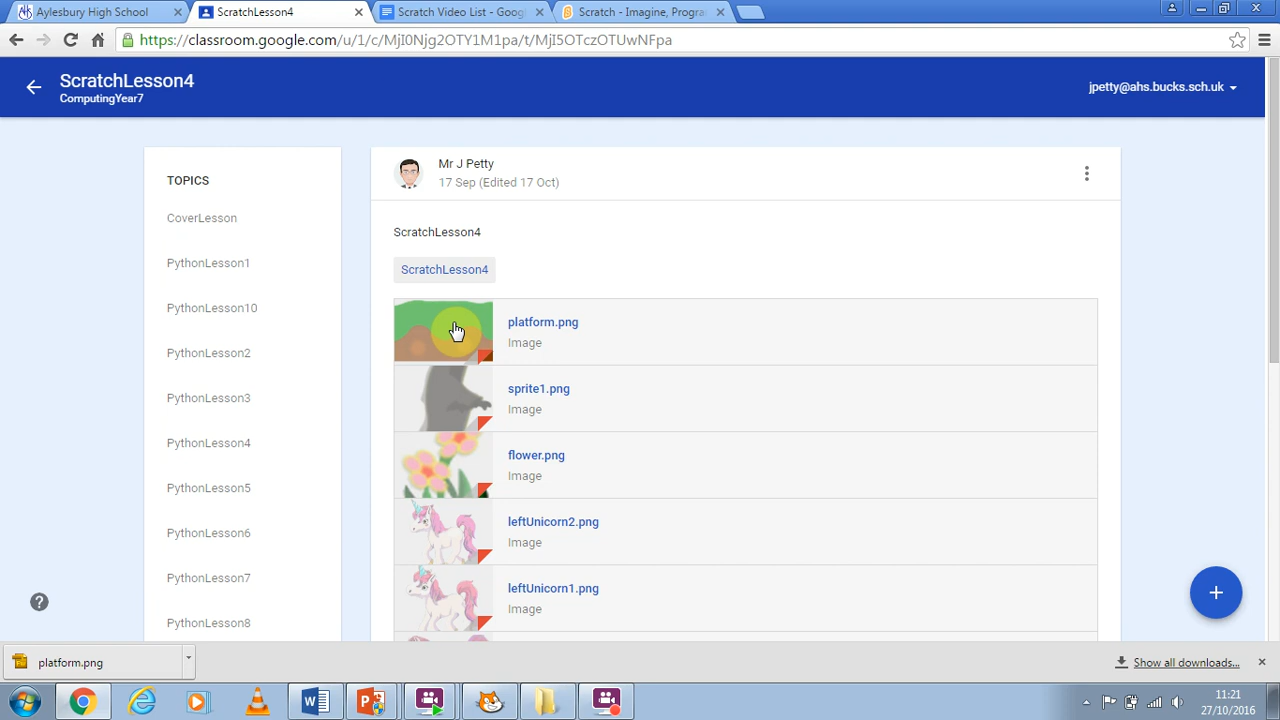 Aylesbury High School
ScratchLesson4
Scratch Video List - Goog
Scratch - Imagine, Progra
https://classroom.google.com/u/1/c/MjI0Njg2OTY1M1pa/t/MjI5OTczOTUwNFpa
ScratchLesson4
ComputingYear7
jpetty@ahs.bucks.sch.uk
TOPICS
CoverLesson
PythonLesson1
PythonLesson10
PythonLesson2
PythonLesson3
PythonLesson4
PythonLesson5
PythonLesson6
PythonLesson7
PythonLesson8
Mr J Petty
17 Sep (Edited 17 Oct)
ScratchLesson4
ScratchLesson4
platform.png
Image
sprite1.png
Image
flower.png
Image
leftUnicorn2.png
Image
leftUnicorn1.png
Image
platform.png
Show all downloads...
11:21
27/10/2016